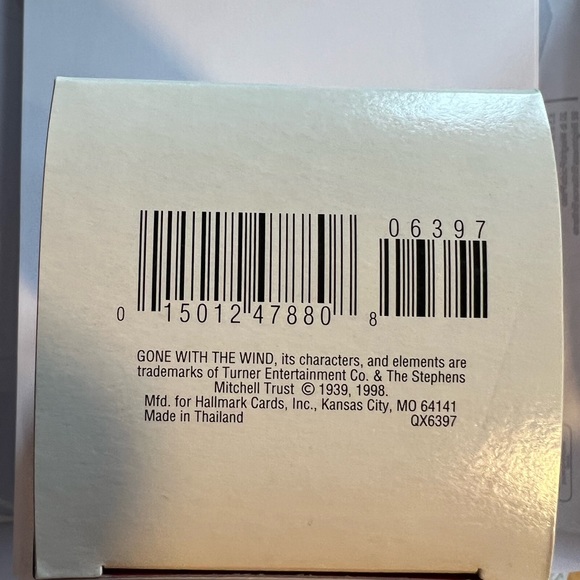 06397
0 15012 47880 8
GONE WITH THE WIND, its characters, and elements are
trademarks of Turner Entertainment Co. & The Stephens
Mitchell Trust © 1939, 1998.
Mfd. for Hallmark Cards, Inc., Kansas City, MO 64141
Made in Thailand QX6397